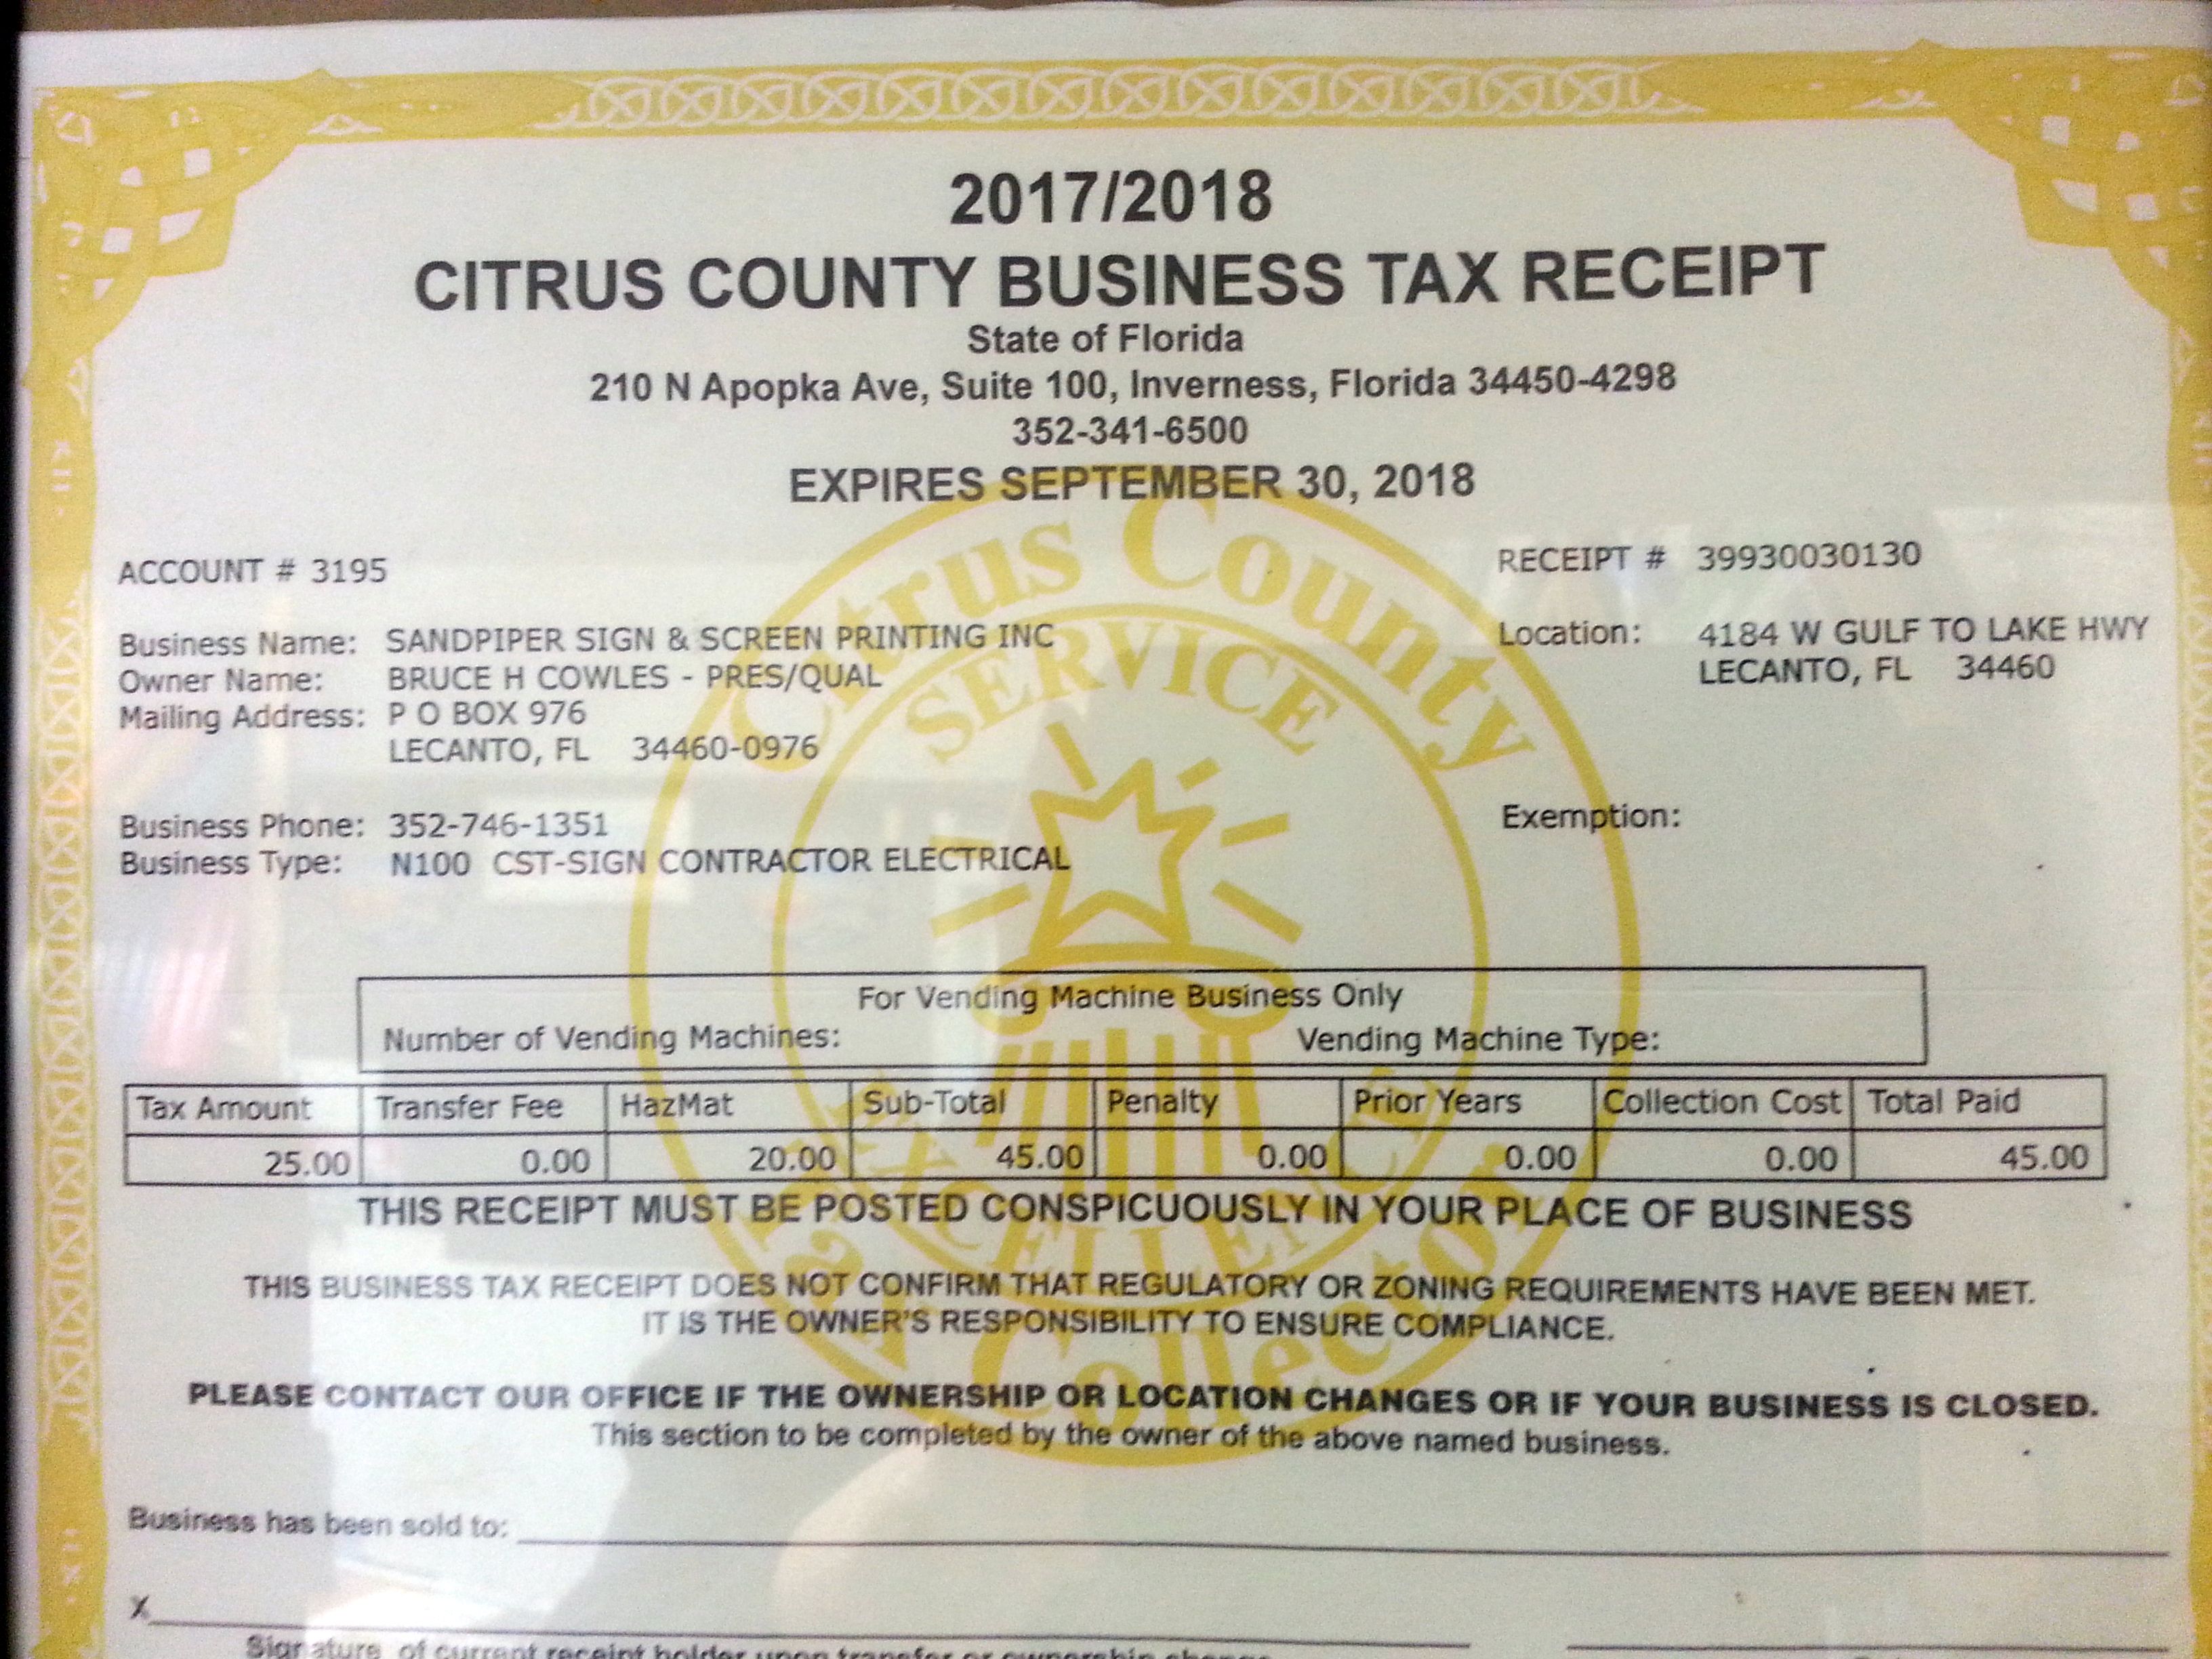 2017/2018
CITRUS COUNTY BUSINESS TAX RECEIPT
State of Florida
210 N Apopka Ave, Suite 100, Inverness, Florida 34450-4298
352-341-6500
EXPIRES SEPTEMBER 30, 2018
ACCOUNT # 3195 RECEIPT # 39930030130
Business Name: SANDPIPER SIGN & SCREEN PRINTING INC Location: 4184 W GULF TO LAKE HWY
Owner Name: BRUCE H COWLES - PRES/QUAL LECANTO, FL 34460
Mailing Address: P O BOX 976
LECANTO, FL 34460-0976
Business Phone: 352-746-1351 Exemption:
Business Type: N100 CST-SIGN CONTRACTOR ELECTRICAL
For Vending Machine Business Only
Number of Vending Machines: Vending Machine Type:
Tax Amount Transfer Fee HazMat Sub-Total Penalty Prior Years Collection Cost Total Paid
25.00 0.00 20.00 45.00 0.00 0.00 0.00 45.00
THIS RECEIPT MUST BE POSTED CONSPICUOUSLY IN YOUR PLACE OF BUSINESS
THIS BUSINESS TAX RECEIPT DOES NOT CONFIRM THAT REGULATORY OR ZONING REQUIREMENTS HAVE BEEN MET.
IT IS THE OWNER'S RESPONSIBILITY TO ENSURE COMPLIANCE.
PLEASE CONTACT OUR OFFICE IF THE OWNERSHIP OR LOCATION CHANGES OR IF YOUR BUSINESS IS CLOSED.
This section to be completed by the owner of the above named business.
Business has been sold to:
X
Signature of current receipt holder upon transfer or ownership change
Citrus County
SERVICE
EXCELLENCE
Tax Collector